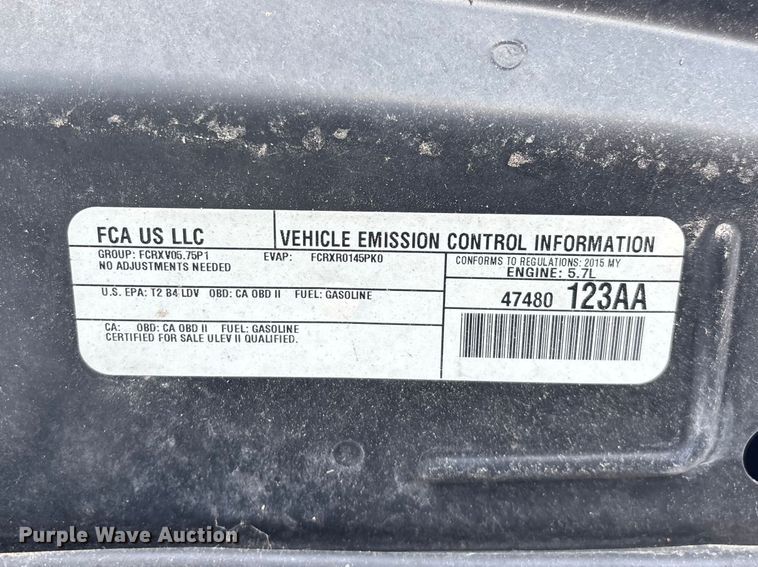 FCA US LLC
VEHICLE EMISSION CONTROL INFORMATION
GROUP: FCRXV05.75P1 EVAP: FCRXR0145PK0
NO ADJUSTMENTS NEEDED
CONFORMS TO REGULATIONS: 2015 MY
ENGINE: 5.7L
U.S. EPA: T2 B4 LDV OBD: CA OBD II FUEL: GASOLINE
47480 123AA
CA: OBD: CA OBD II FUEL: GASOLINE
CERTIFIED FOR SALE ULEV II QUALIFIED.
Purple Wave Auction